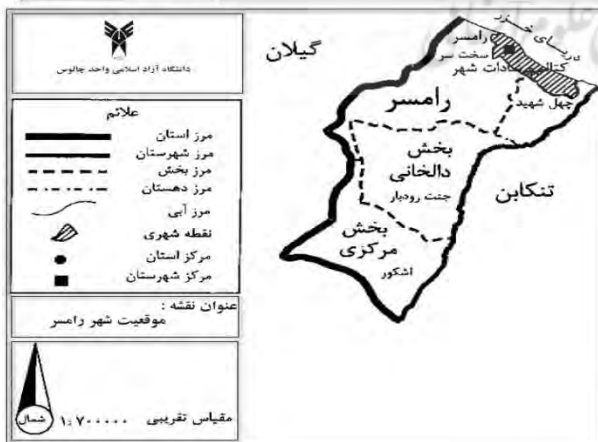 دانشگاه آزاد اسلامی واحد چالوس
علائم
مرز استان
مرز شهرستان
مرز بخش
مرز دهستان
مرز آبی
نقطه شهری
مرکز استان
مرکز شهرستان
عنوان نقشه :
موقعیت شهر رامسر
شمال
مقیاس تقریبی ۱:۷۰۰۰۰۰
گیلان
دریای خزر
رامسر
سخت سر
سادات شهر
چهل شهید
رامسر
بخش
دالخانی
جنت رودبار
تنکابن
بخش
مرکزی
اشکور